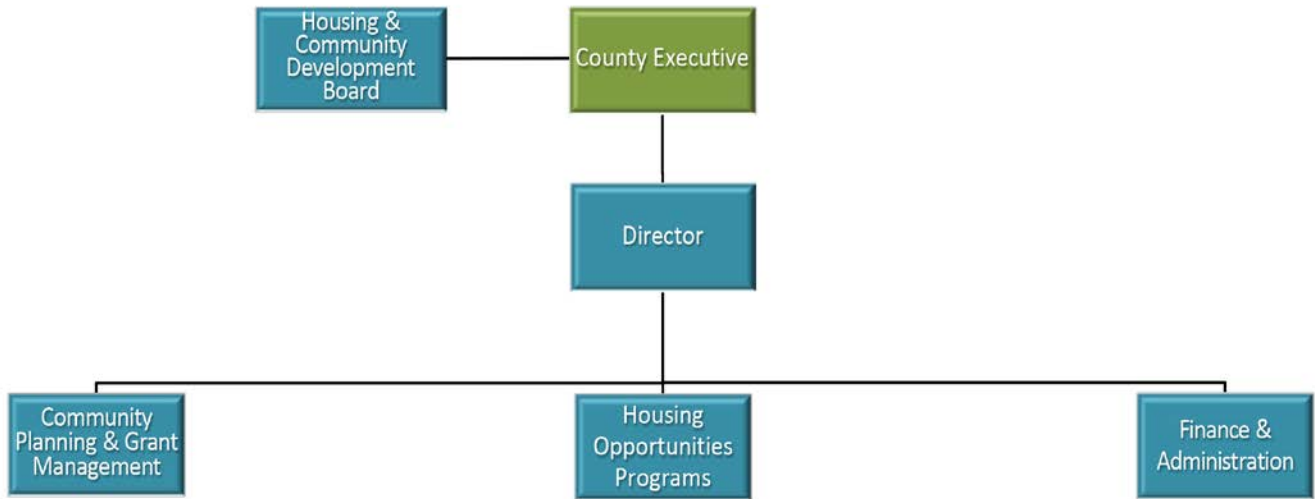 Housing &
Community
Development
Board
County Executive
Director
Community
Planning & Grant
Management
Housing
Opportunities
Programs
Finance &
Administration